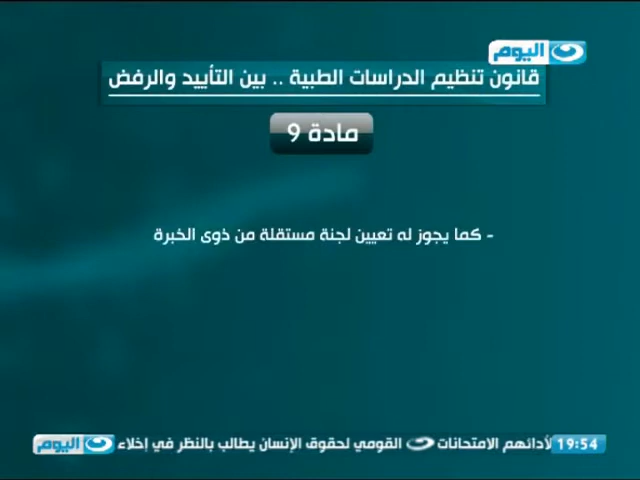 اليوم
قانون تنظيم الدراسات الطبية .. بين التأييد والرفض
مادة 9
- كما يجوز له تعيين لجنة مستقلة من ذوى الخبرة
19:54 لأدائهم الامتحانات القومي لحقوق الإنسان يطالب بالنظر في إخلاء اليوم